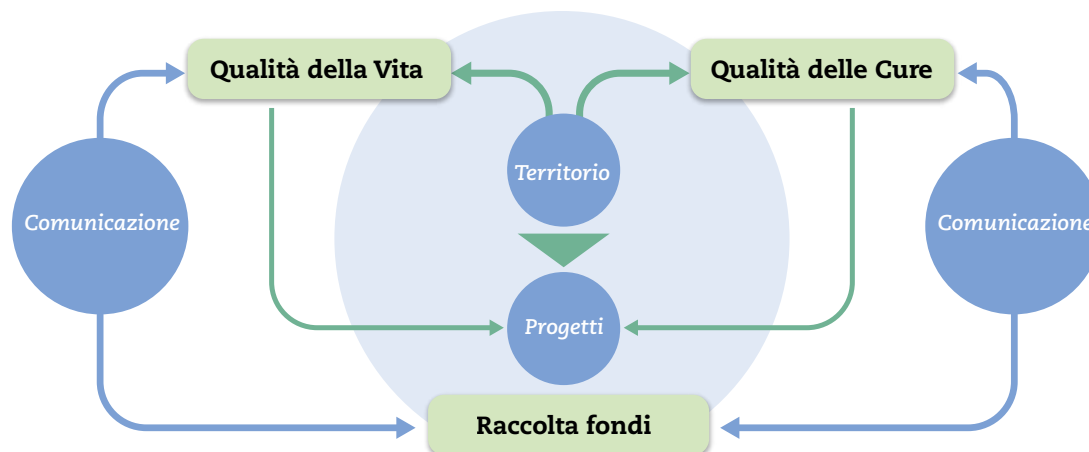 Qualità della Vita
Qualità delle Cure
Territorio
Comunicazione
Comunicazione
Progetti
Raccolta fondi